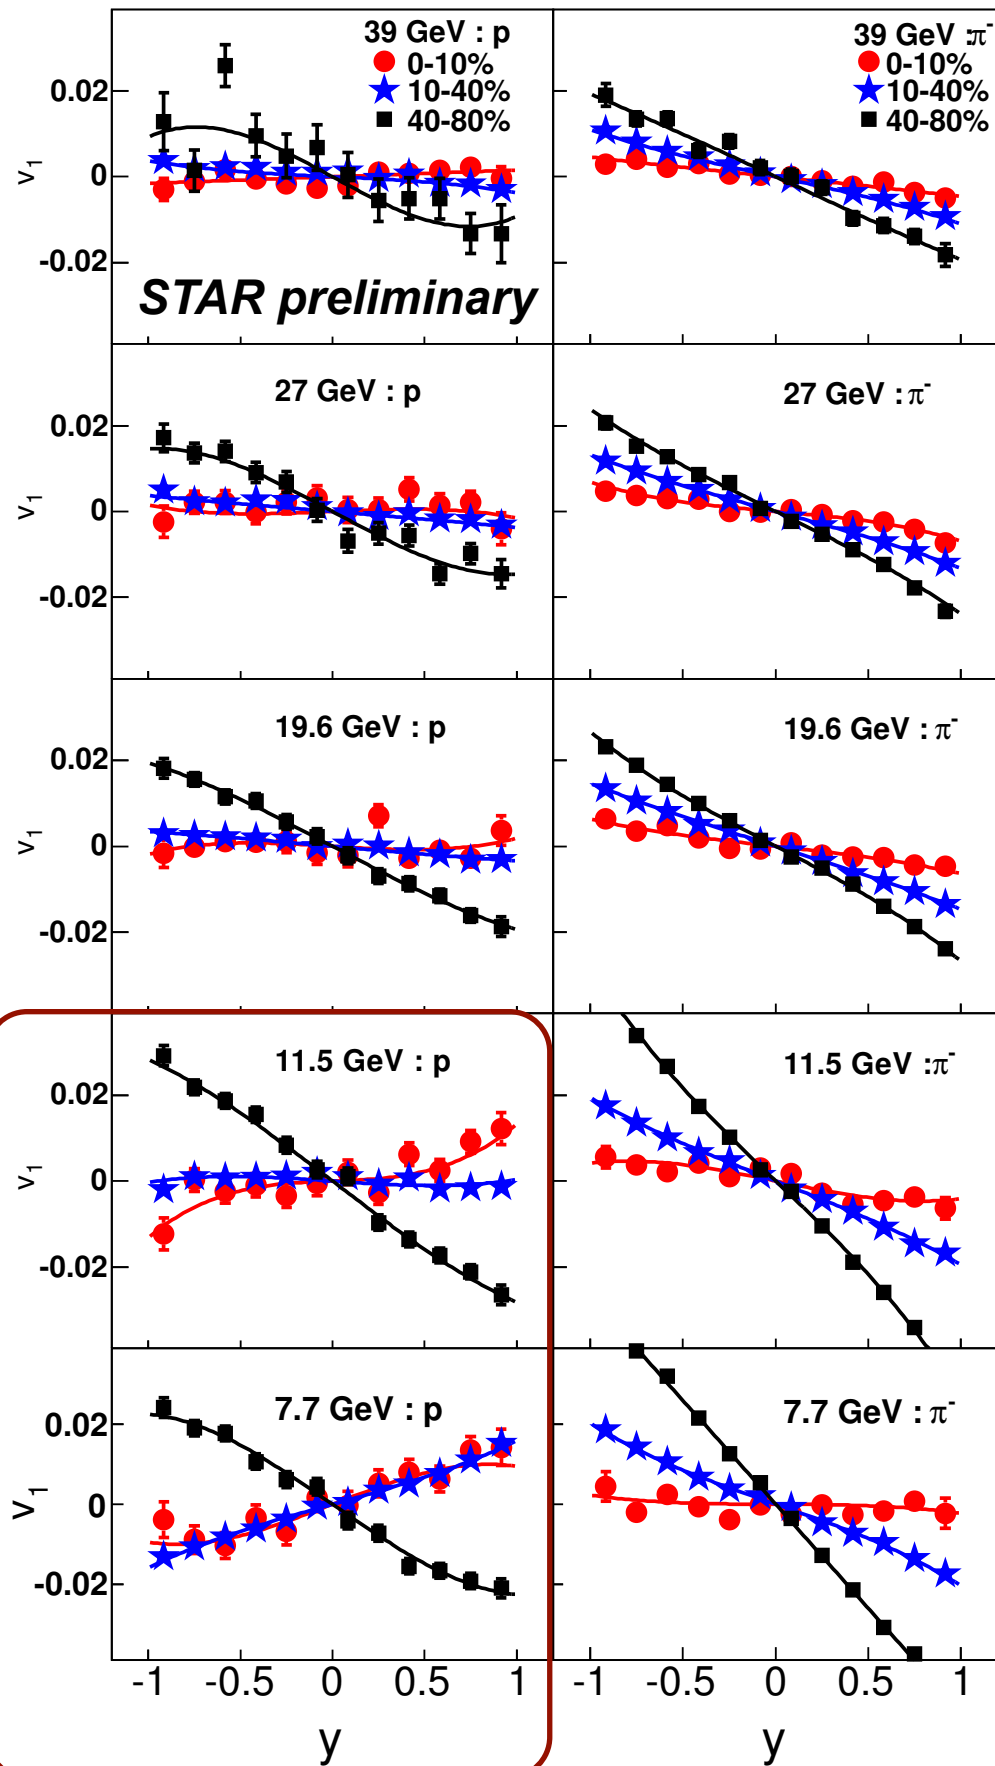 39 GeV : p
0-10%
10-40%
40-80%
0.02
0
-0.02
v1
STAR preliminary
39 GeV :π-
0-10%
10-40%
40-80%
27 GeV : p
0.02
0
-0.02
v1
27 GeV : π-
19.6 GeV : p
0.02
0
-0.02
v1
19.6 GeV : π-
11.5 GeV : p
0.02
0
-0.02
v1
11.5 GeV :π-
7.7 GeV : p
0.02
0
-0.02
v1
7.7 GeV : π-
-1 -0.5 0 0.5 1
-1 -0.5 0 0.5 1
y
y